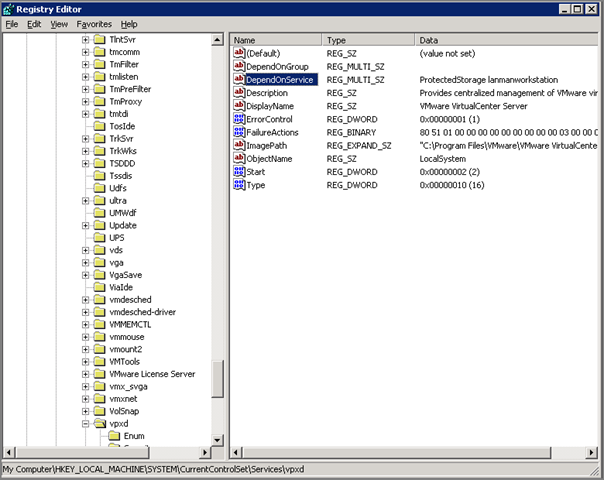 Registry Editor
File Edit View Favorites Help
TlntSvr
tmcomm
TmFilter
tmlisten
TmPreFilter
TmProxy
tmtdi
TosIde
TrkSvr
TrkWks
TSDDD
Tssdis
Udfs
ultra
UMWdf
Update
UPS
vds
vga
VgaSave
ViaIde
vmdesched
vmdesched-driver
VMMEMCTL
vmmouse
vmount2
VMTools
VMware License Server
vmx_svga
vmxnet
VolSnap
vpxd
Enum
Name Type Data
(Default) REG_SZ (value not set)
DependOnGroup REG_MULTI_SZ
DependOnService REG_MULTI_SZ ProtectedStorage lanmanworkstation
Description REG_SZ Provides centralized management of VMware vir
DisplayName REG_SZ VMware VirtualCenter Server
ErrorControl REG_DWORD 0x00000001 (1)
FailureActions REG_BINARY 80 51 01 00 00 00 00 00 00 00 00 00 03 00 00 0
ImagePath REG_EXPAND_SZ "C:\Program Files\VMware\VMware VirtualCente
ObjectName REG_SZ LocalSystem
Start REG_DWORD 0x00000002 (2)
Type REG_DWORD 0x00000010 (16)
My Computer\HKEY_LOCAL_MACHINE\SYSTEM\CurrentControlSet\Services\vpxd